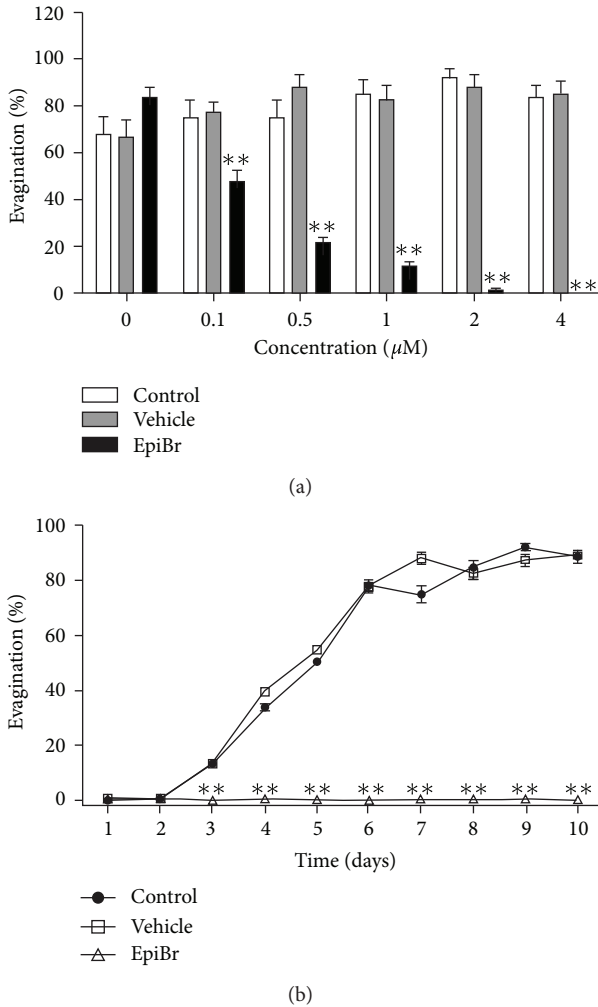 120
100
80
60
40
20
0
Evagination (%)
** ** ** ** **
0 0.1 0.5 1 2 4
Concentration (μM)
Control
Vehicle
EpiBr
(a)
100
80
60
40
20
0
Evagination (%)
** ** ** ** ** ** ** **
1 2 3 4 5 6 7 8 9 10
Time (days)
Control
Vehicle
EpiBr
(b)